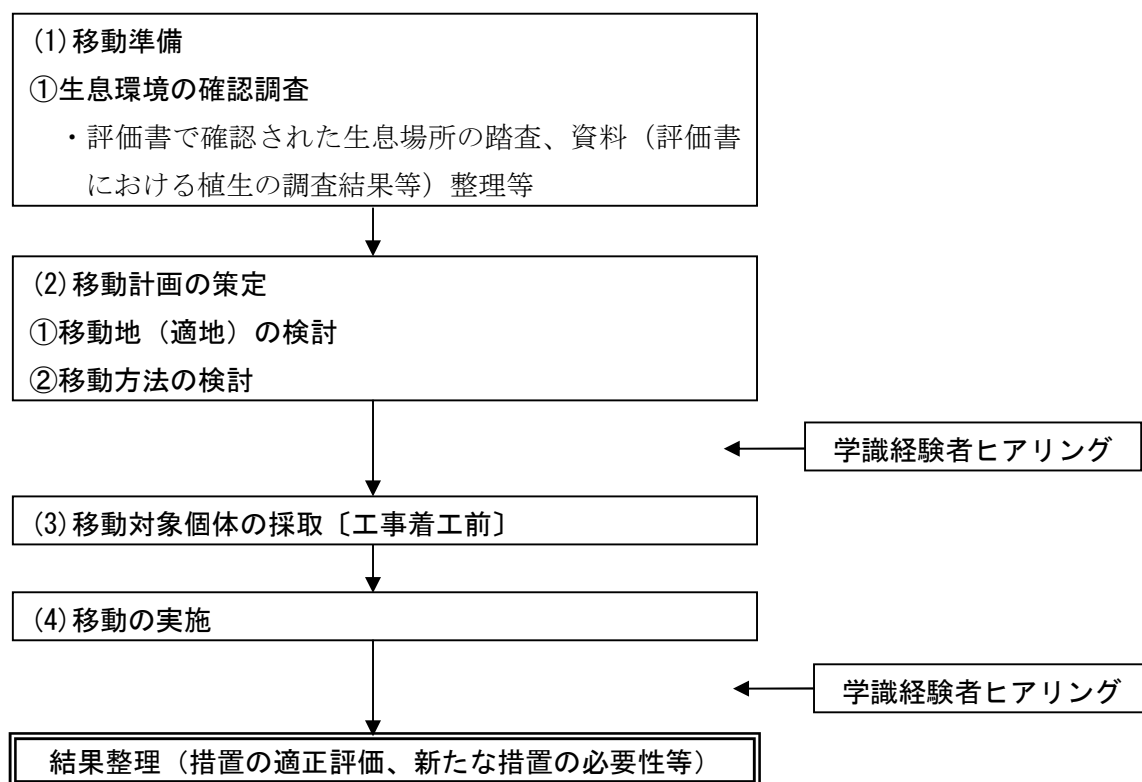 (1)移動準備
①生息環境の確認調査
・評価書で確認された生息場所の踏査、資料（評価書
における植生の調査結果等）整理等
(2)移動計画の策定
①移動地（適地）の検討
②移動方法の検討
学識経験者ヒアリング
(3)移動対象個体の採取〔工事着工前〕
(4)移動の実施
学識経験者ヒアリング
結果整理（措置の適正評価、新たな措置の必要性等）